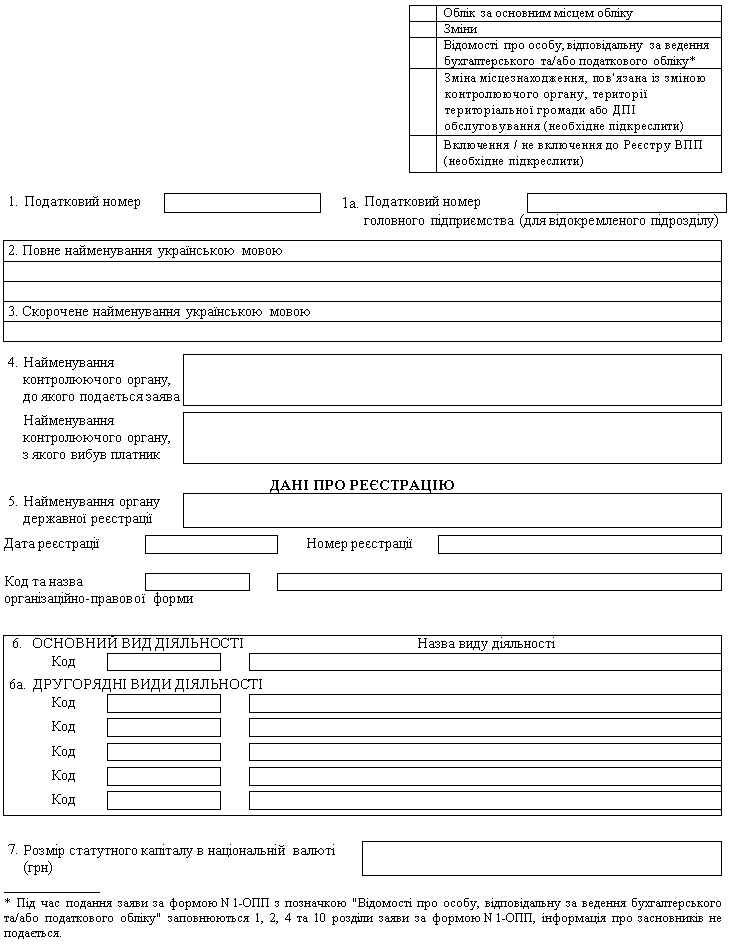 Облік за основним місцем обліку
Зміни
Відомості про особу, відповідальну за ведення
бухгалтерського та/або податкового обліку*
Зміна місцезнаходження, пов'язана із зміною
контролюючого органу, території
територіальної громади або ДПІ
обслуговування (необхідне підкреслити)
Включення / не включення до Реєстру ВПП
(необхідне підкреслити)
1. Податковий номер
1а. Податковий номер
головного підприємства (для відокремленого підрозділу)
2. Повне найменування українською мовою
3. Скорочене найменування українською мовою
4. Найменування
контролюючого органу,
до якого подається заява
Найменування
контролюючого органу,
з якого вибув платник
ДАНІ ПРО РЕЄСТРАЦІЮ
5. Найменування органу
державної реєстрації
Дата реєстрації Номер реєстрації
Код та назва
організаційно-правової форми
6. ОСНОВНИЙ ВИД ДІЯЛЬНОСТІ Назва виду діяльності
Код
6а. ДРУГОРЯДНІ ВИДИ ДІЯЛЬНОСТІ
Код
Код
Код
Код
Код
7. Розмір статутного капіталу в національній валюті
(грн)
* Під час подання заяви за формою N 1-ОПП з позначкою "Відомості про особу, відповідальну за ведення бухгалтерського
та/або податкового обліку" заповнюються 1, 2, 4 та 10 розділи заяви за формою N 1-ОПП, інформація про засновників не
подається.